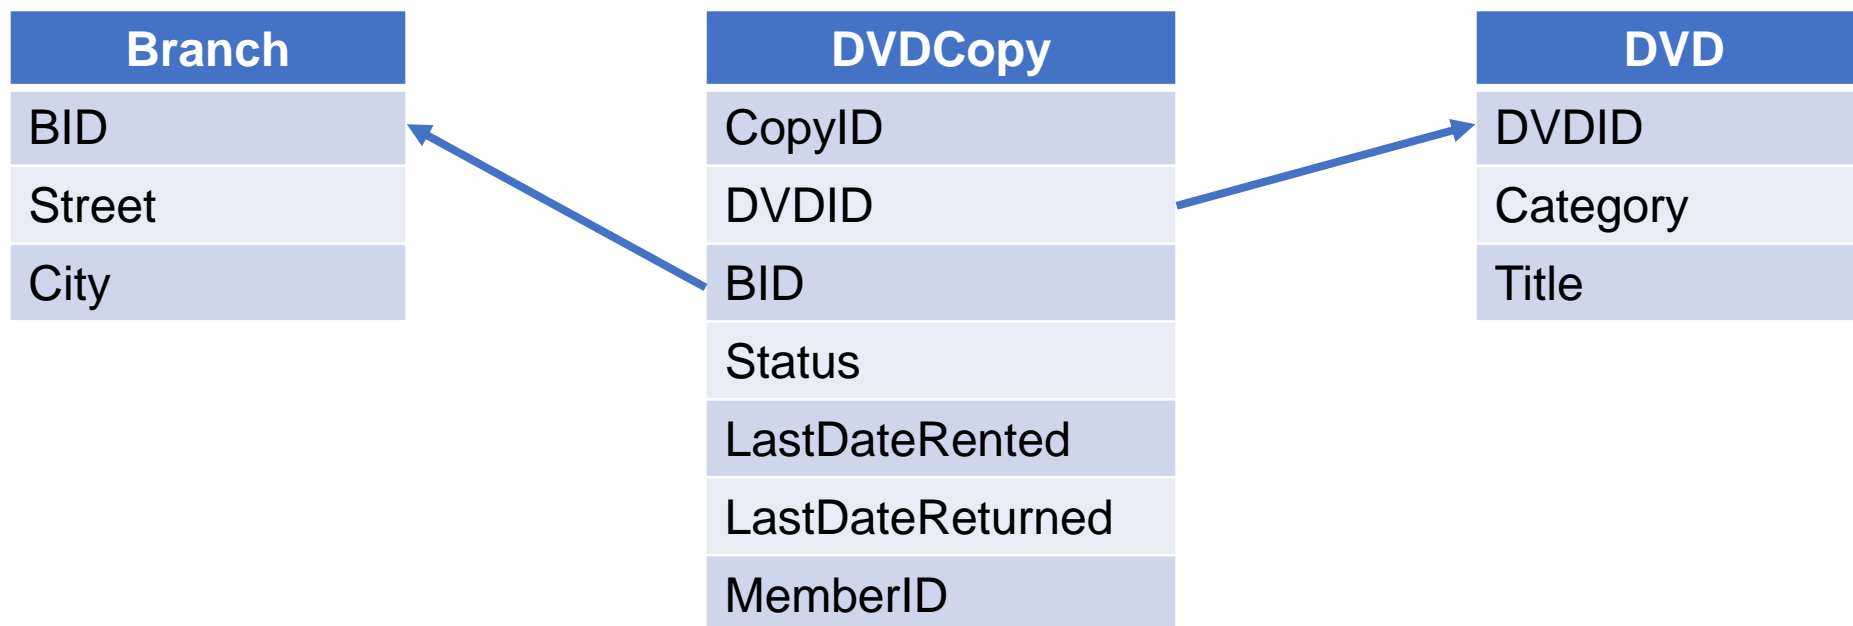 Branch
BID
Street
City
DVDCopy
CopyID
DVDID
BID
Status
LastDateRented
LastDateReturned
MemberID
DVD
DVDID
Category
Title